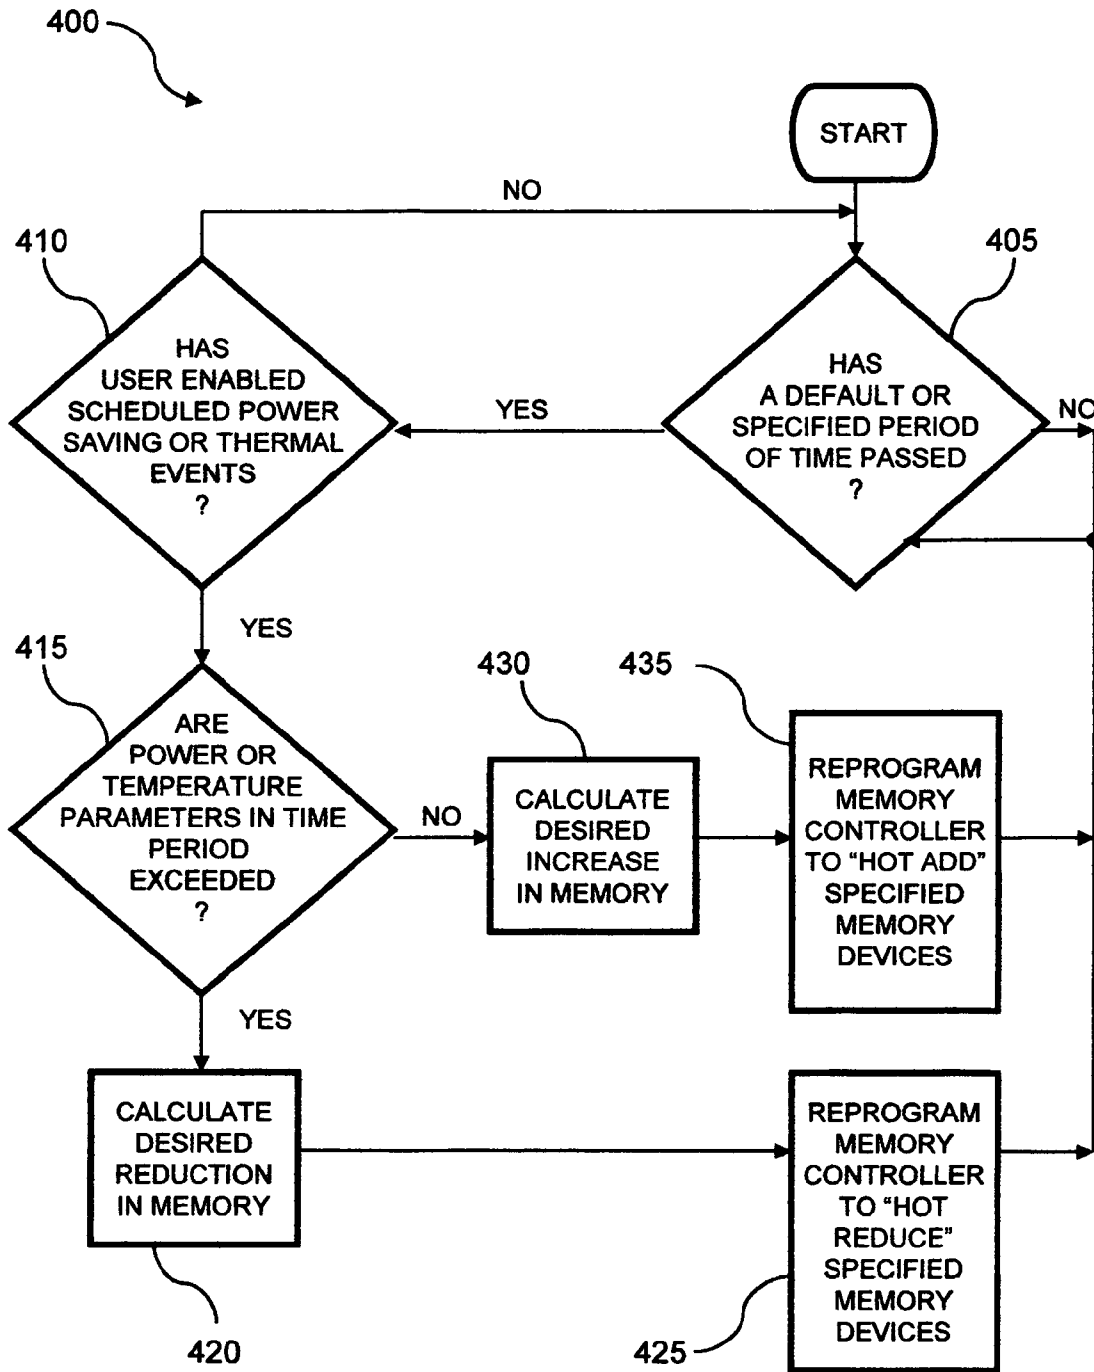 400
START
NO
410
405
HAS
USER ENABLED
SCHEDULED POWER
SAVING OR THERMAL
EVENTS
?
YES
HAS
A DEFAULT OR
SPECIFIED PERIOD
OF TIME PASSED
?
NO
YES
415
ARE
POWER OR
TEMPERATURE
PARAMETERS IN TIME
PERIOD
EXCEEDED
?
NO
430
CALCULATE
DESIRED
INCREASE
IN MEMORY
435
REPROGRAM
MEMORY
CONTROLLER
TO “HOT ADD”
SPECIFIED
MEMORY
DEVICES
YES
CALCULATE
DESIRED
REDUCTION
IN MEMORY
420
REPROGRAM
MEMORY
CONTROLLER
TO “HOT
REDUCE”
SPECIFIED
MEMORY
DEVICES
425